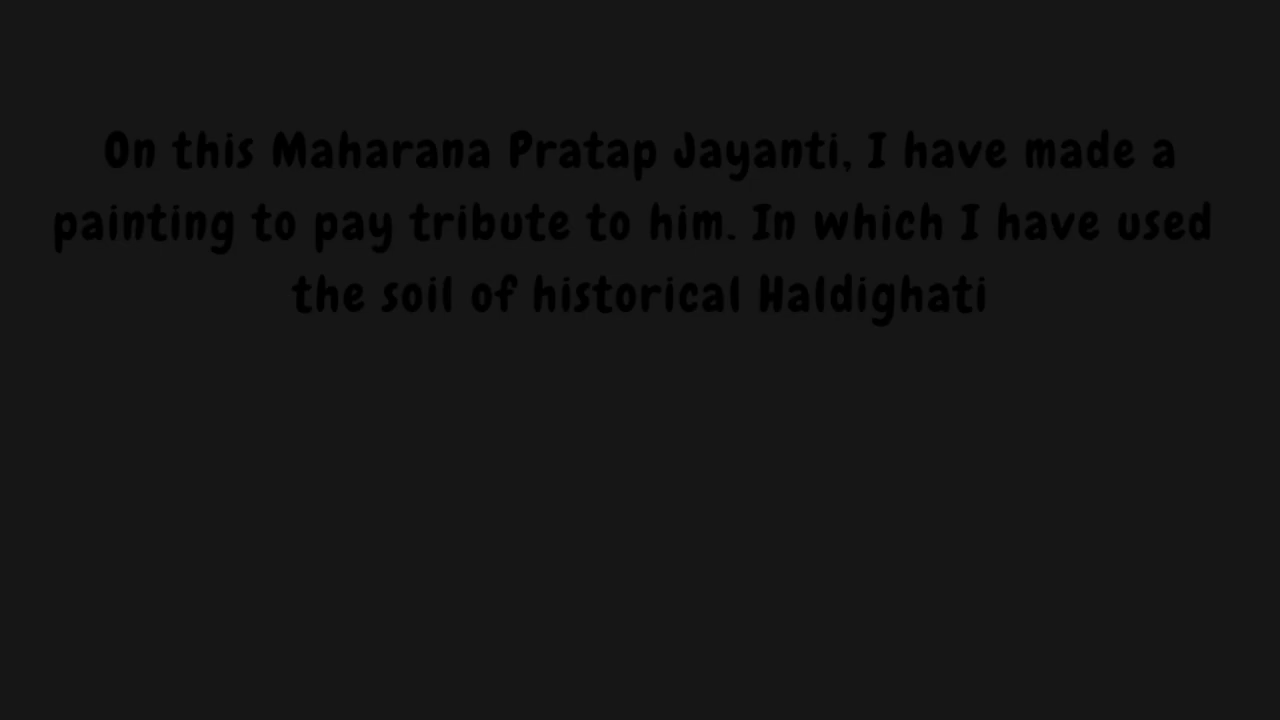 On this Maharana Pratap Jayanti, I have made a
painting to pay tribute to him. In which I have used
the soil of historical Haldighati